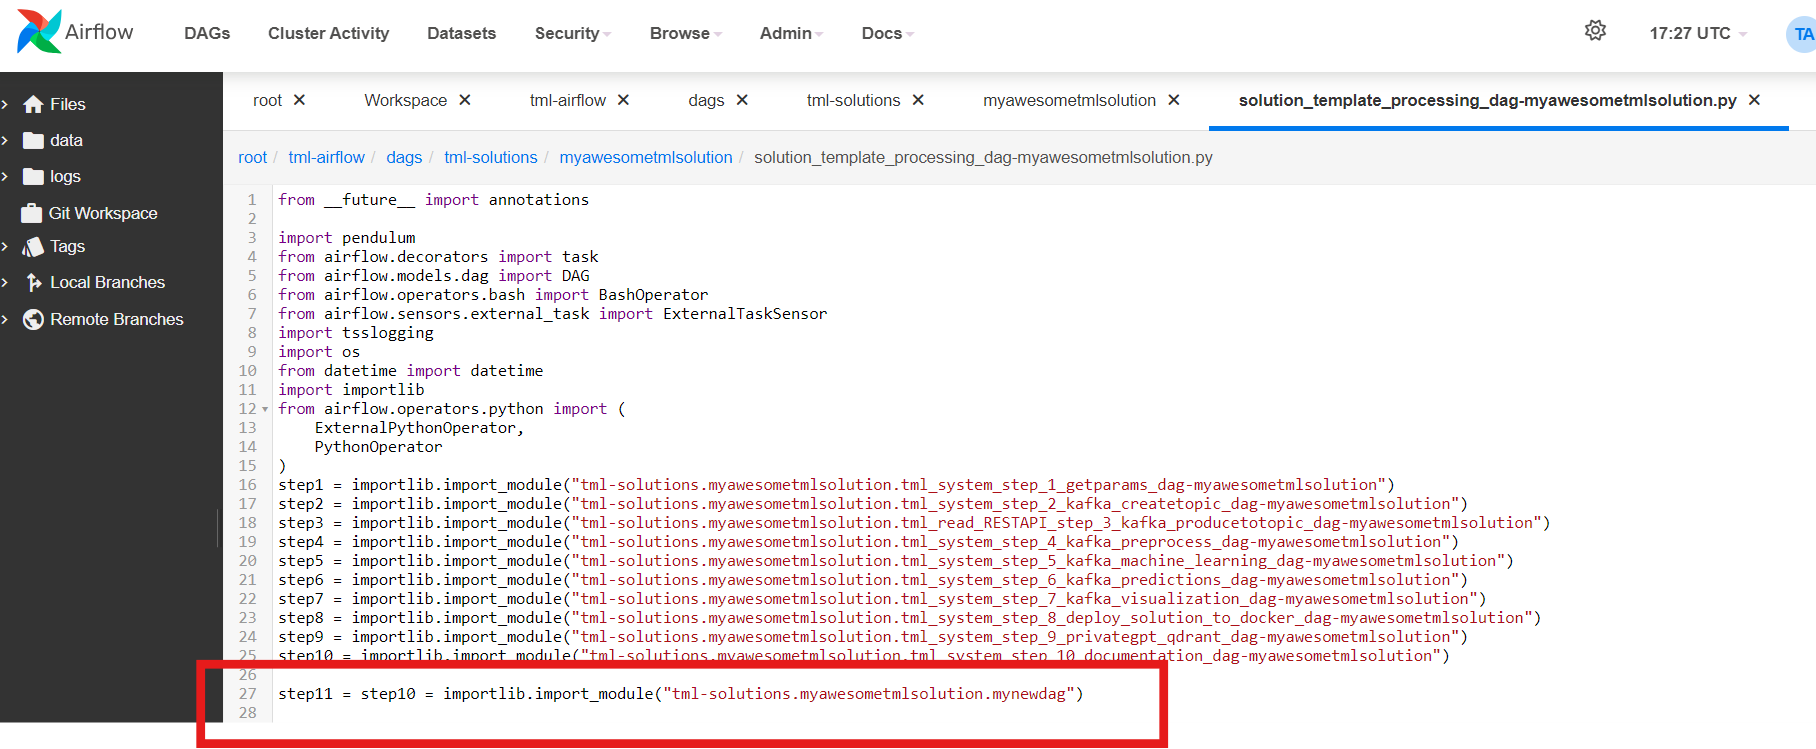 Airflow DAGs Cluster Activity Datasets Security Browse Admin Docs 17:27 UTC TA
root ✕ Workspace ✕ tml-airflow ✕ dags ✕ tml-solutions ✕ myawesometmlsolution ✕ solution_template_processing_dag-myawesometmlsolution.py ✕
Files
data
logs
Git Workspace
Tags
Local Branches
Remote Branches
root / tml-airflow / dags / tml-solutions / myawesometmlsolution / solution_template_processing_dag-myawesometmlsolution.py
1 from __future__ import annotations
2
3 import pendulum
4 from airflow.decorators import task
5 from airflow.models.dag import DAG
6 from airflow.operators.bash import BashOperator
7 from airflow.sensors.external_task import ExternalTaskSensor
8 import tsslogging
9 import os
10 from datetime import datetime
11 import importlib
12 from airflow.operators.python import (
13     ExternalPythonOperator,
14     PythonOperator
15 )
16 step1 = importlib.import_module("tml-solutions.myawesometmlsolution.tml_system_step_1_getparams_dag-myawesometmlsolution")
17 step2 = importlib.import_module("tml-solutions.myawesometmlsolution.tml_system_step_2_kafka_createtopic_dag-myawesometmlsolution")
18 step3 = importlib.import_module("tml-solutions.myawesometmlsolution.tml_read_RESTAPI_step_3_kafka_producetotopic_dag-myawesometmlsolution")
19 step4 = importlib.import_module("tml-solutions.myawesometmlsolution.tml_system_step_4_kafka_preprocess_dag-myawesometmlsolution")
20 step5 = importlib.import_module("tml-solutions.myawesometmlsolution.tml_system_step_5_kafka_machine_learning_dag-myawesometmlsolution")
21 step6 = importlib.import_module("tml-solutions.myawesometmlsolution.tml_system_step_6_kafka_predictions_dag-myawesometmlsolution")
22 step7 = importlib.import_module("tml-solutions.myawesometmlsolution.tml_system_step_7_kafka_visualization_dag-myawesometmlsolution")
23 step8 = importlib.import_module("tml-solutions.myawesometmlsolution.tml_system_step_8_deploy_solution_to_docker_dag-myawesometmlsolution")
24 step9 = importlib.import_module("tml-solutions.myawesometmlsolution.tml_system_step_9_privategpt_qdrant_dag-myawesometmlsolution")
25 step10 = importlib.import_module("tml-solutions.myawesometmlsolution.tml_system_step_10_documentation_dag-myawesometmlsolution")
26
27 step11 = step10 = importlib.import_module("tml-solutions.myawesometmlsolution.mynewdag")
28